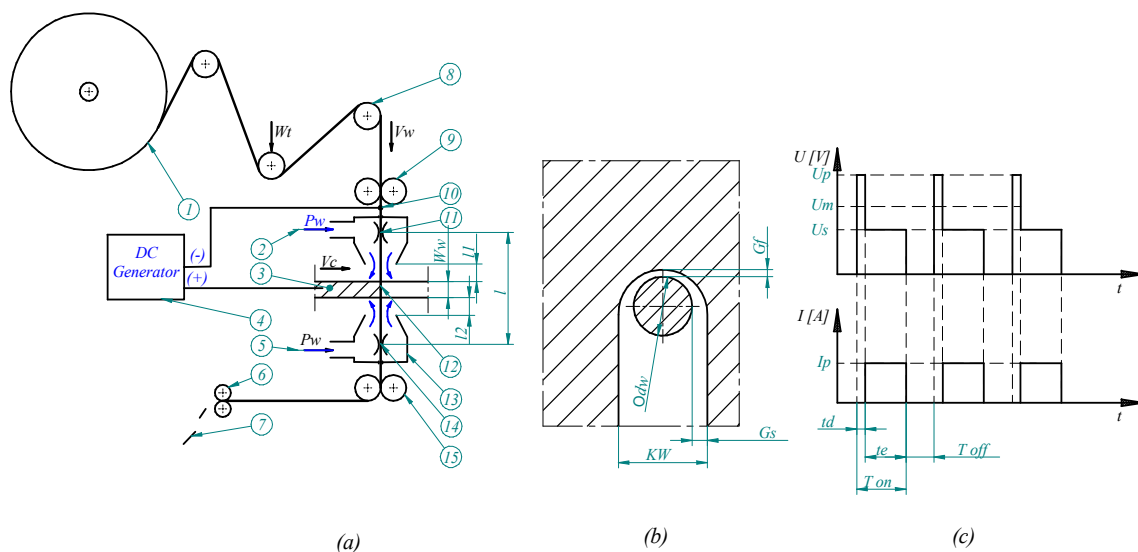 8
Wt
Vw
9
1
10
Pw
11
2
Ww
l1
DC
Generator
(-)
(+)
Vc
3
l
4
l2
5
Pw
12
6
13
7
14
15
(a)
Gf
Odw
Gs
KW
(b)
U [V]
Up
Um
Us
t
I [A]
Ip
t
td
te
T off
T on
(c)